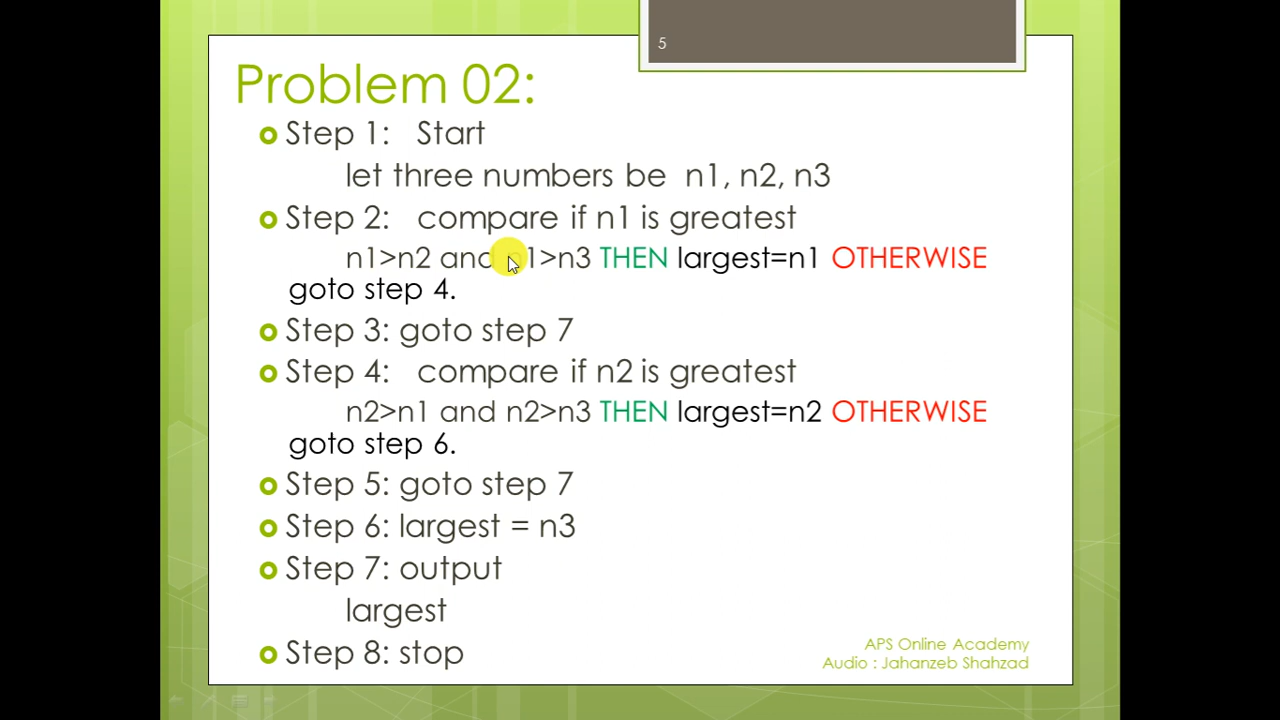 5
Problem 02:
Step 1: Start
let three numbers be n1, n2, n3
Step 2: compare if n1 is greatest
n1>n2 and n1>n3 THEN largest=n1 OTHERWISE
goto step 4.
Step 3: goto step 7
Step 4: compare if n2 is greatest
n2>n1 and n2>n3 THEN largest=n2 OTHERWISE
goto step 6.
Step 5: goto step 7
Step 6: largest = n3
Step 7: output
largest
Step 8: stop
APS Online Academy
Audio : Jahanzeb Shahzad